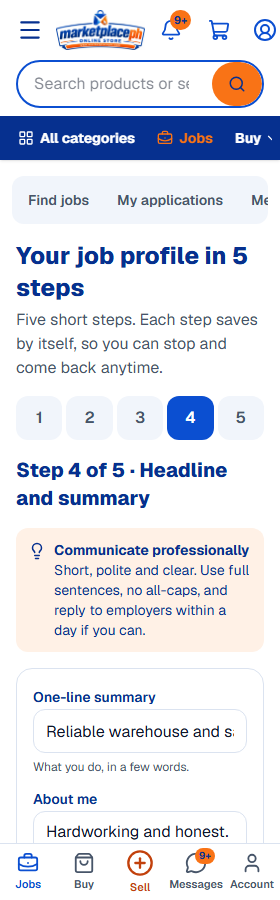 marketplaceph
ONLINE STORE
9+
Search products or se
All categories
Jobs
Buy
Find jobs
My applications
Me
Your job profile in 5
steps
Five short steps. Each step saves
by itself, so you can stop and
come back anytime.
1
2
3
4
5
Step 4 of 5 · Headline
and summary
Communicate professionally
Short, polite and clear. Use full
sentences, no all-caps, and
reply to employers within a
day if you can.
One-line summary
Reliable warehouse and sa
What you do, in a few words.
About me
Hardworking and honest.
9+
Jobs
Buy
Sell
Messages
Account